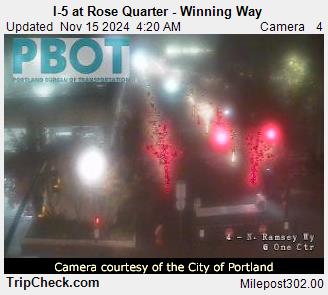 I-5 at Rose Quarter - Winning Way
Updated Nov 15 2024 4:20 AM Camera 4
PBOT
PORTLAND BUREAU OF TRANSPORTATION
4 - N. Ramsey Wy
@ One Ctr
Camera courtesy of the City of Portland
TripCheck.com Milepost302.00